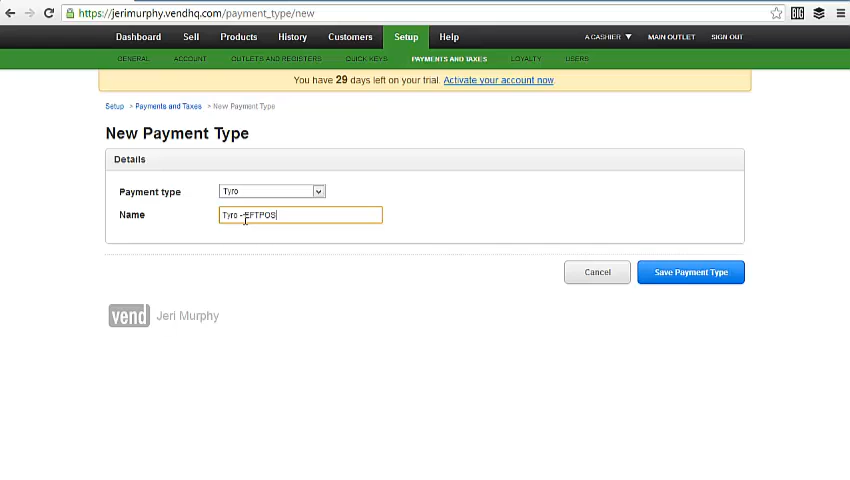 https://jerimurphy.vendhq.com/payment_type/new
BIG
Dashboard Sell Products History Customers Setup Help A CASHIER ▼ MAIN OUTLET SIGN OUT
GENERAL ACCOUNT OUTLETS AND REGISTERS QUICK KEYS PAYMENTS AND TAXES LOYALTY USERS
You have 29 days left on your trial. Activate your account now.
Setup > Payments and Taxes > New Payment Type
New Payment Type
Details
Payment type Tyro
Name Tyro - EFTPOS
Cancel Save Payment Type
vend Jeri Murphy